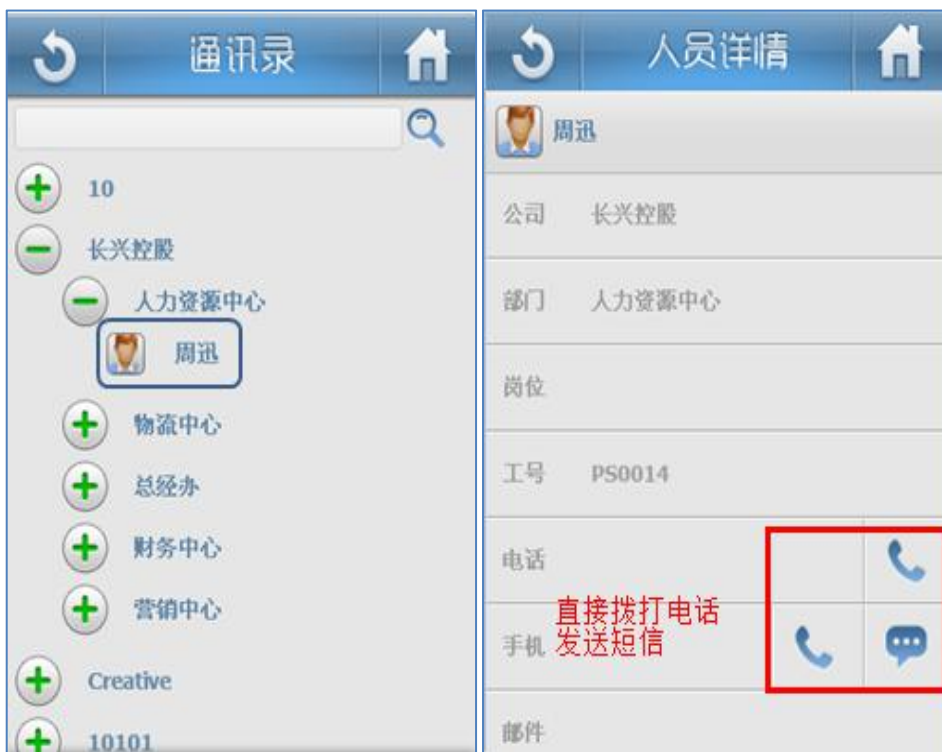 通讯录
10
长兴控股
人力资源中心
周迅
物流中心
总经办
财务中心
营销中心
Creative
10101
人员详情
周迅
公司 长兴控股
部门 人力资源中心
岗位
工号 PS0014
电话
直接拨打电话
发送短信
手机
邮件